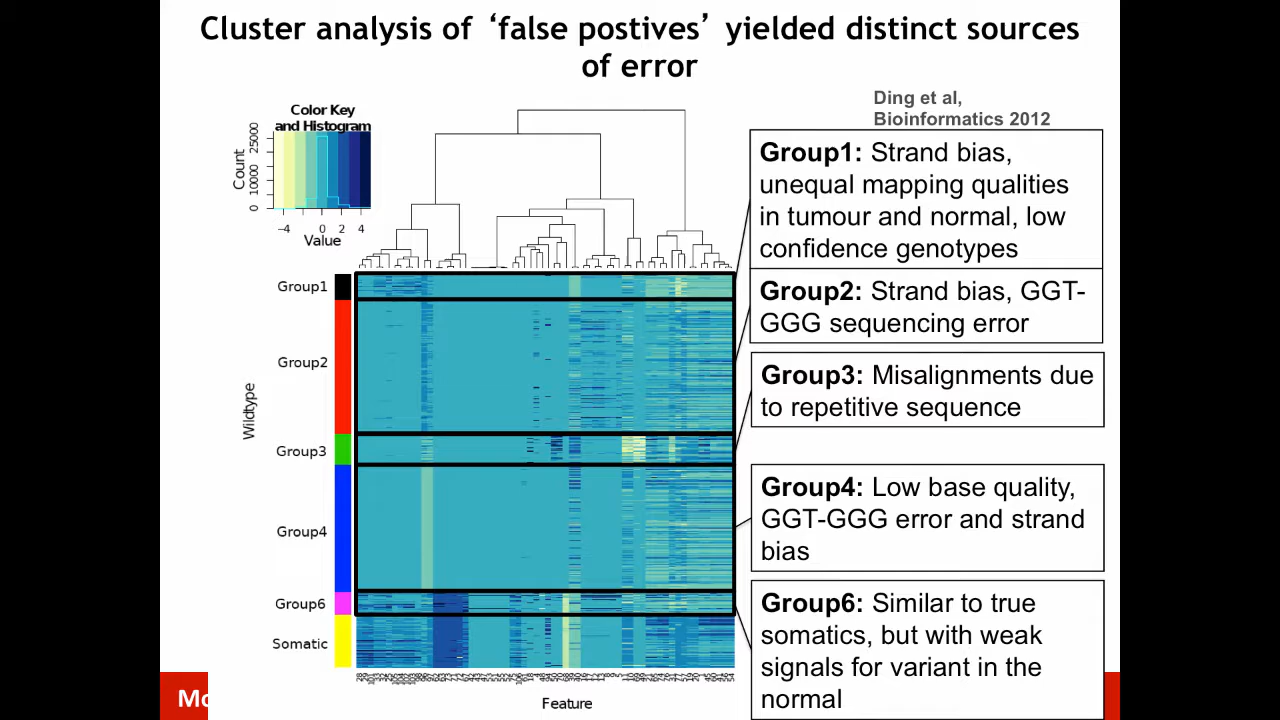 Cluster analysis of ‘false postives’ yielded distinct sources
of error
Ding et al,
Bioinformatics 2012
Color Key
and Histogram
Count
0 10000 25000
−4 0 2 4
Value
Group1: Strand bias,
unequal mapping qualities
in tumour and normal, low
confidence genotypes
Group2: Strand bias, GGT-
GGG sequencing error
Group3: Misalignments due
to repetitive sequence
Group4: Low base quality,
GGT-GGG error and strand
bias
Group6: Similar to true
somatics, but with weak
signals for variant in the
normal
Wildtype
Group1
Group2
Group3
Group4
Group6
Somatic
Feature
Mo